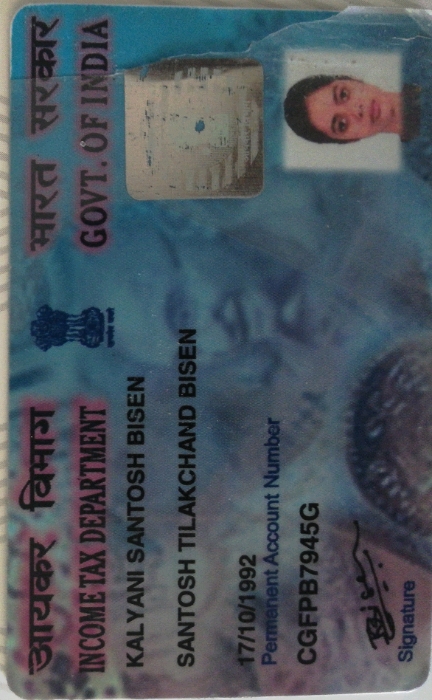 आयकर विभाग भारत सरकार
INCOME TAX DEPARTMENT GOVT. OF INDIA
KALYANI SANTOSH BISEN
SANTOSH TILAKCHAND BISEN
17/10/1992
Permanent Account Number
CGFPB7945G
Signature